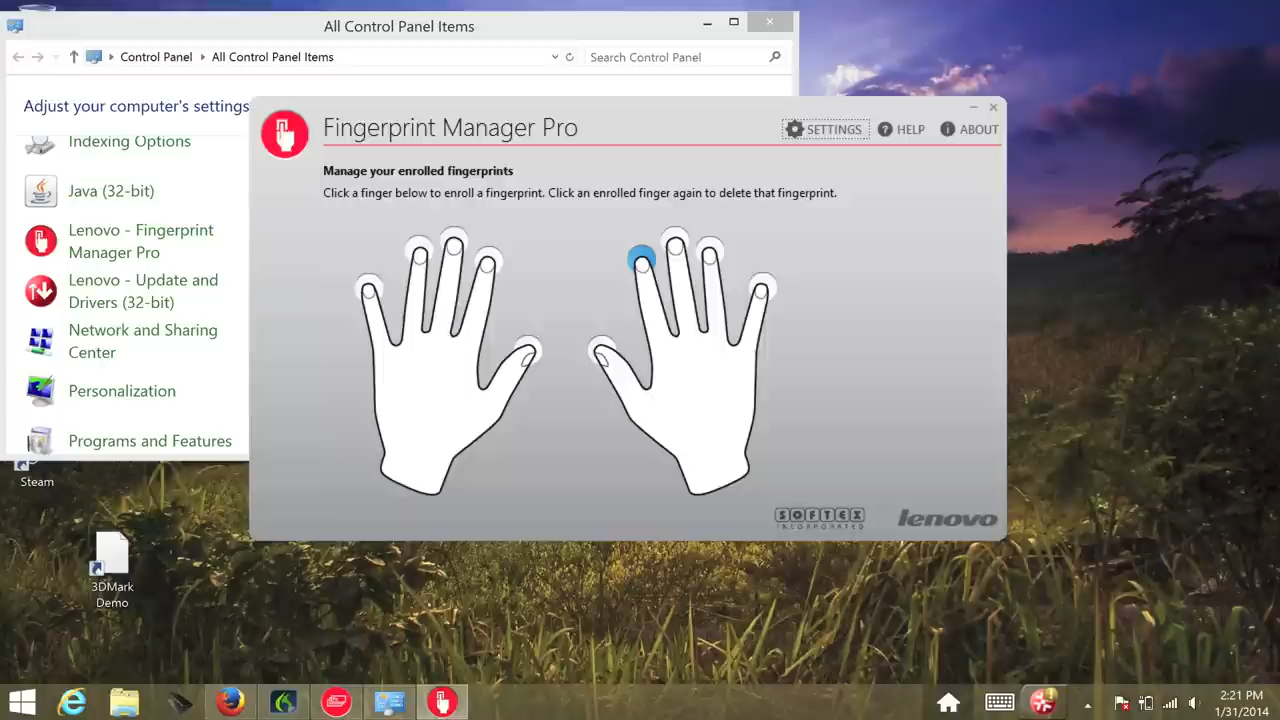 All Control Panel Items
Control Panel
All Control Panel Items
Search Control Panel
Adjust your computer's settings
Indexing Options
Java (32-bit)
Lenovo - Fingerprint
Manager Pro
Lenovo - Update and
Drivers (32-bit)
Network and Sharing
Center
Personalization
Programs and Features
Fingerprint Manager Pro
SETTINGS
HELP
ABOUT
Manage your enrolled fingerprints
Click a finger below to enroll a fingerprint. Click an enrolled finger again to delete that fingerprint.
SOFTEX
INCORPORATED
lenovo
Steam
3DMark
Demo
2:21 PM
1/31/2014